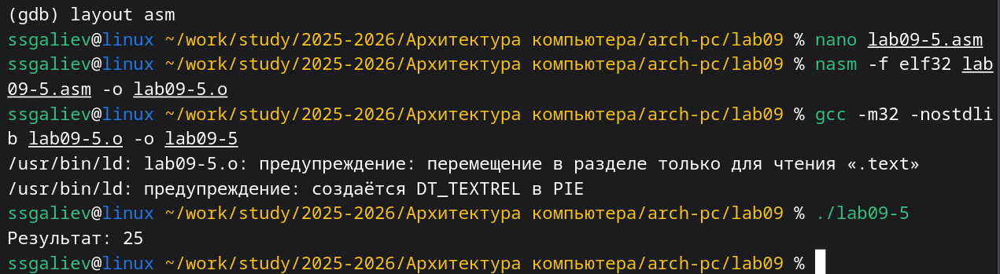 (gdb) layout asm
ssgaliev@linux ~/work/study/2025-2026/Архитектура компьютера/arch-pc/lab09 % nano lab09-5.asm
ssgaliev@linux ~/work/study/2025-2026/Архитектура компьютера/arch-pc/lab09 % nasm -f elf32 lab
09-5.asm -o lab09-5.o
ssgaliev@linux ~/work/study/2025-2026/Архитектура компьютера/arch-pc/lab09 % gcc -m32 -nostdli
b lab09-5.o -o lab09-5
/usr/bin/ld: lab09-5.o: предупреждение: перемещение в разделе только для чтения «.text»
/usr/bin/ld: предупреждение: создаётся DT_TEXTREL в PIE
ssgaliev@linux ~/work/study/2025-2026/Архитектура компьютера/arch-pc/lab09 % ./lab09-5
Результат: 25
ssgaliev@linux ~/work/study/2025-2026/Архитектура компьютера/arch-pc/lab09 %